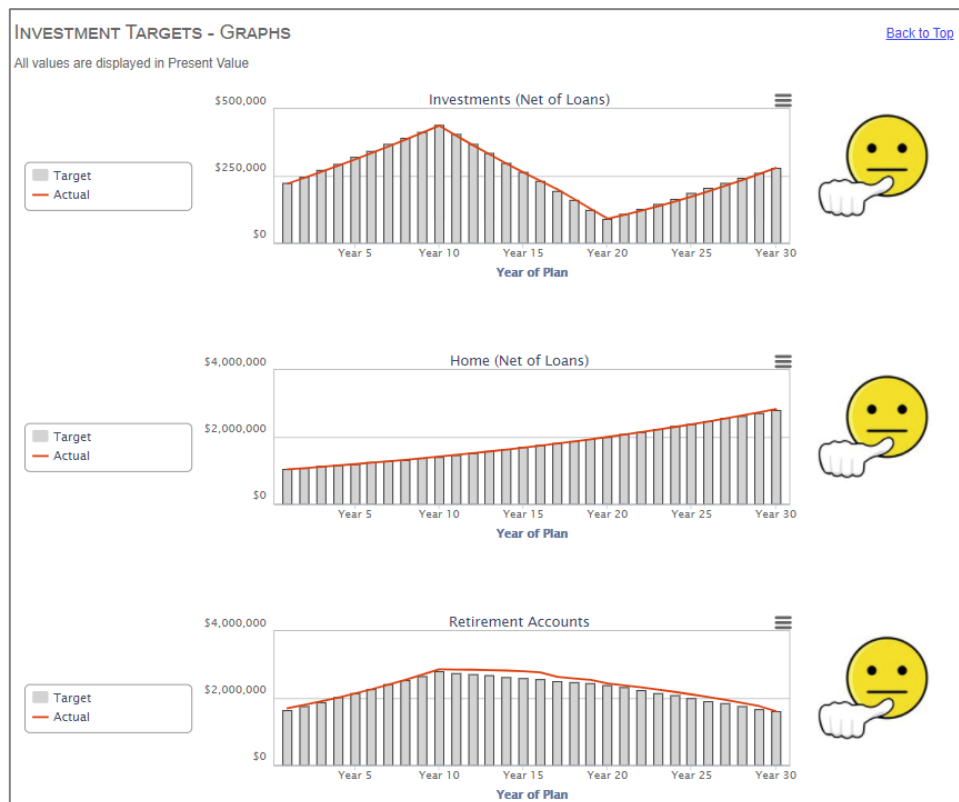 INVESTMENT TARGETS - GRAPHS
Back to Top
All values are displayed in Present Value
Investments (Net of Loans)
$500,000
$250,000
$0
Target
Actual
Year 5 Year 10 Year 15 Year 20 Year 25 Year 30
Year of Plan
Home (Net of Loans)
$4,000,000
$2,000,000
$0
Target
Actual
Year 5 Year 10 Year 15 Year 20 Year 25 Year 30
Year of Plan
Retirement Accounts
$4,000,000
$2,000,000
$0
Target
Actual
Year 5 Year 10 Year 15 Year 20 Year 25 Year 30
Year of Plan